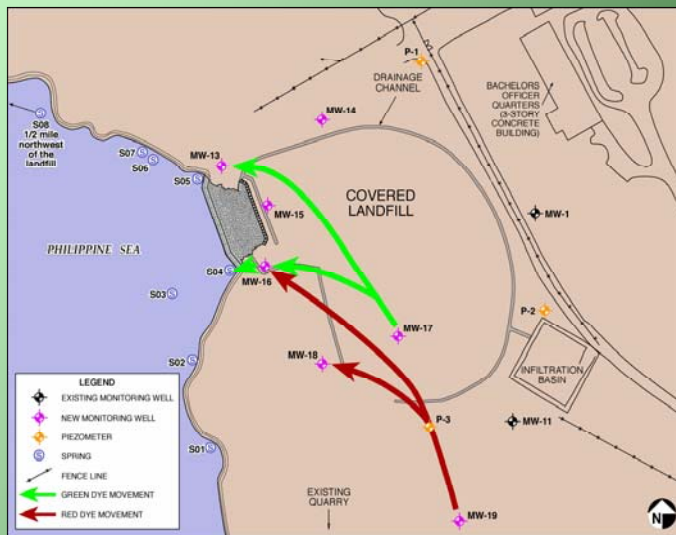 P-1
DRAINAGE
CHANNEL
BACHELORS
OFFICER
QUARTERS
(3-STORY
CONCRETE
BUILDING)
S08
1/2 mile
northwest
of the
landfill
MW-14
S07
S06
MW-13
S05
COVERED
LANDFILL
MW-15
MW-1
PHILIPPINE SEA
S04
MW-16
S03
P-2
MW-17
S02
MW-18
INFILTRATION
BASIN
P-3
MW-11
S01
EXISTING
QUARRY
MW-19
N
LEGEND
EXISTING MONITORING WELL
NEW MONITORING WELL
PIEZOMETER
S
SPRING
FENCE LINE
GREEN DYE MOVEMENT
RED DYE MOVEMENT